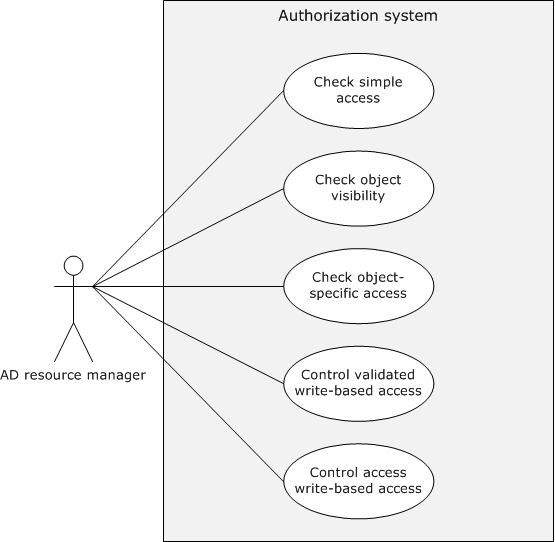 Authorization system
Check simple
access
Check object
visibility
Check object-
specific access
AD resource manager
Control validated
write-based access
Control access
write-based access